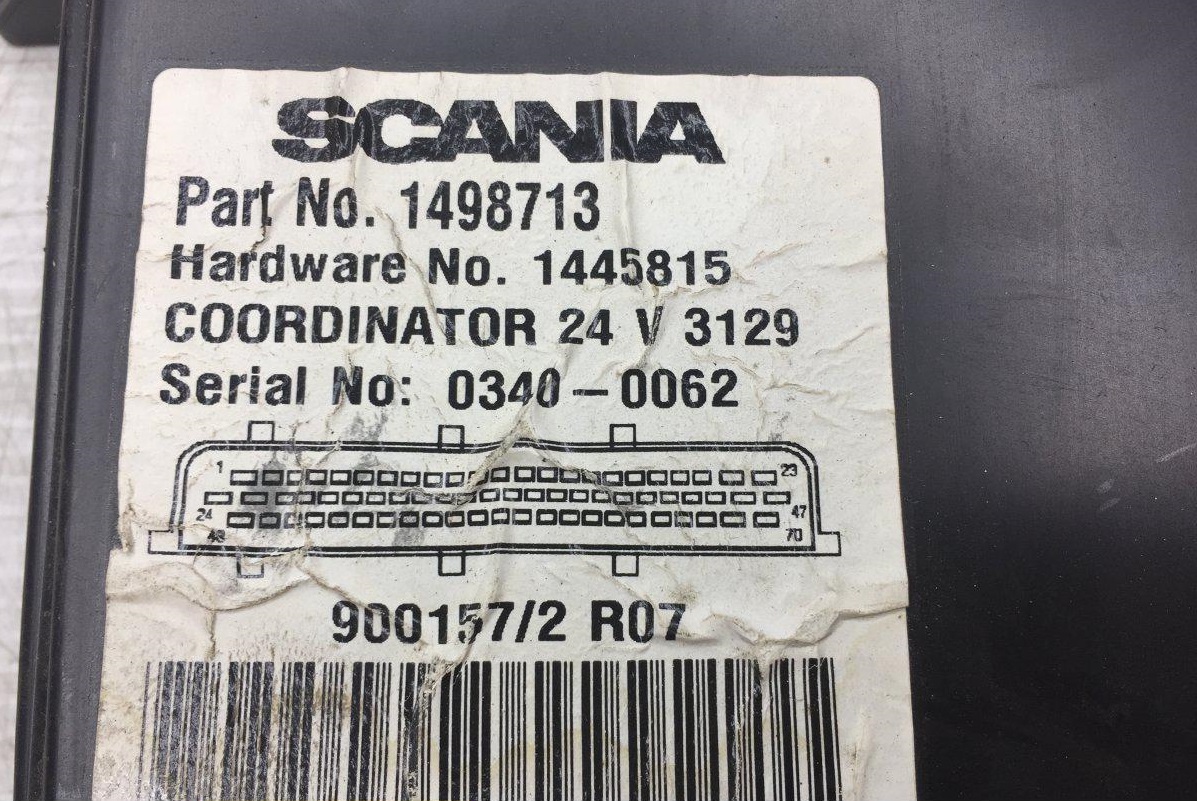 SCANIA
Part No. 1498713
Hardware No. 1445815
COORDINATOR 24 V 3129
Serial No: 0340-0062
1 23
24 47
48 70
900157/2 R07